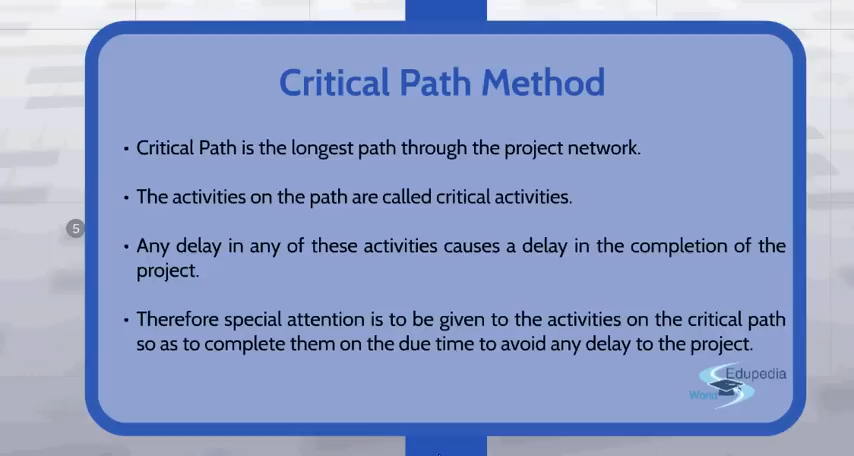 Critical Path Method
• Critical Path is the longest path through the project network.
• The activities on the path are called critical activities.
5
• Any delay in any of these activities causes a delay in the completion of the
project.
• Therefore special attention is to be given to the activities on the critical path
so as to complete them on the due time to avoid any delay to the project.
Edupedia
World